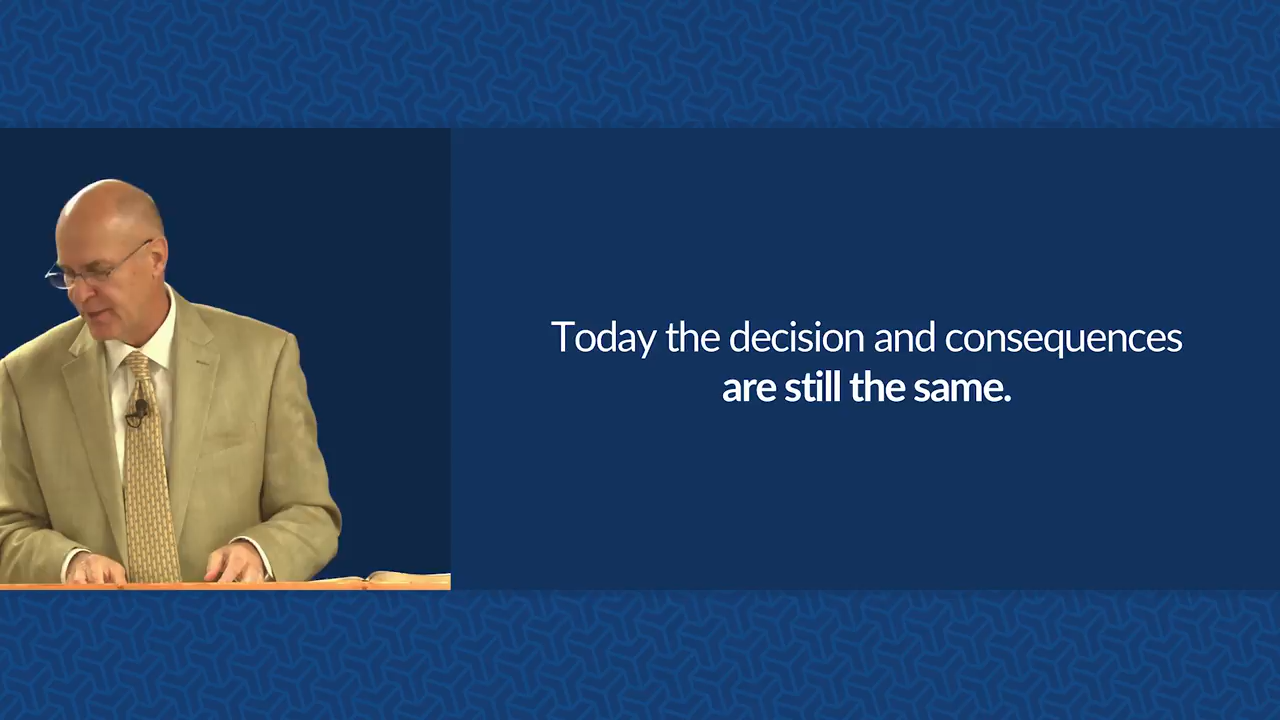 Today the decision and consequences
are still the same.